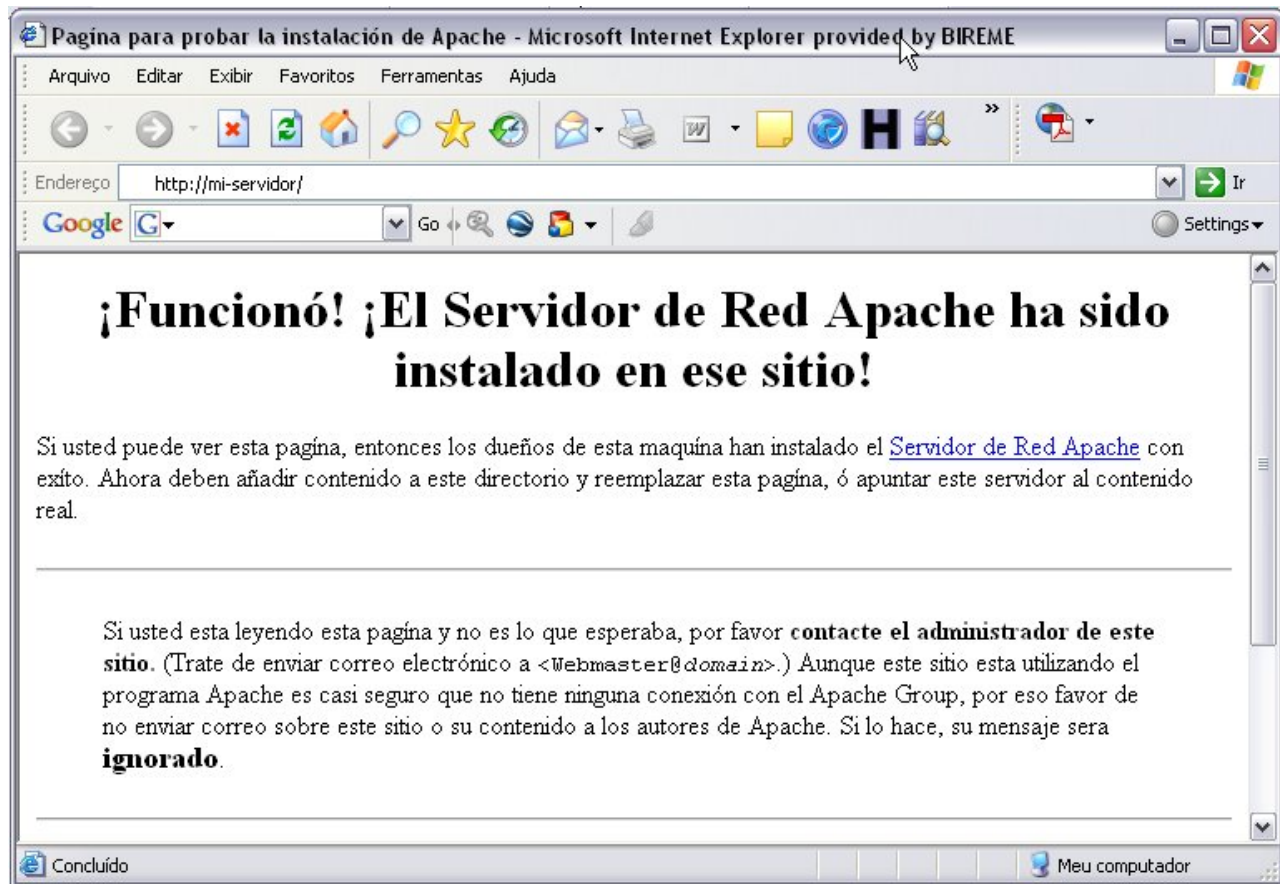 Pagina para probar la instalación de Apache - Microsoft Internet Explorer provided by BIREME
Arquivo Editar Exibir Favoritos Ferramentas Ajuda
Endereço http://mi-servidor/ Ir
Google G Go Settings
¡Funcionó! ¡El Servidor de Red Apache ha sido
instalado en ese sitio!
Si usted puede ver esta pagína, entonces los dueños de esta maquína han instalado el Servidor de Red Apache con
exíto. Ahora deben añadir contenido a este directorio y reemplazar esta pagína, ó apuntar este servidor al contenido
real.
Si usted esta leyendo esta pagína y no es lo que esperaba, por favor contacte el administrador de este
sitio. (Trate de enviar correo electrónico a <Webmaster@domain>.) Aunque este sitio esta utilizando el
programa Apache es casi seguro que no tiene ninguna conexión con el Apache Group, por eso favor de
no enviar correo sobre este sitio o su contenido a los autores de Apache. Si lo hace, su mensaje sera
ignorado.
Concluído Meu computador